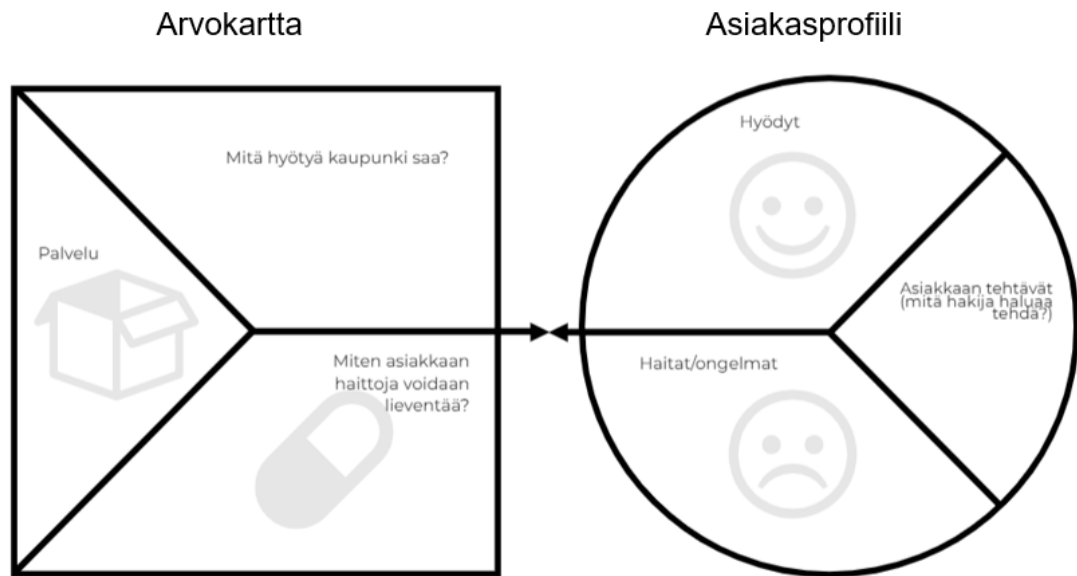 Arvokartta
Asiakasprofiili
Mitä hyötyä kaupunki saa?
Palvelu
Miten asiakkaan
haittoja voidaan
lieventää?
Hyödyt
Asiakkaan tehtävät
(mitä hakija haluaa
tehdä?)
Haitat/ongelmat